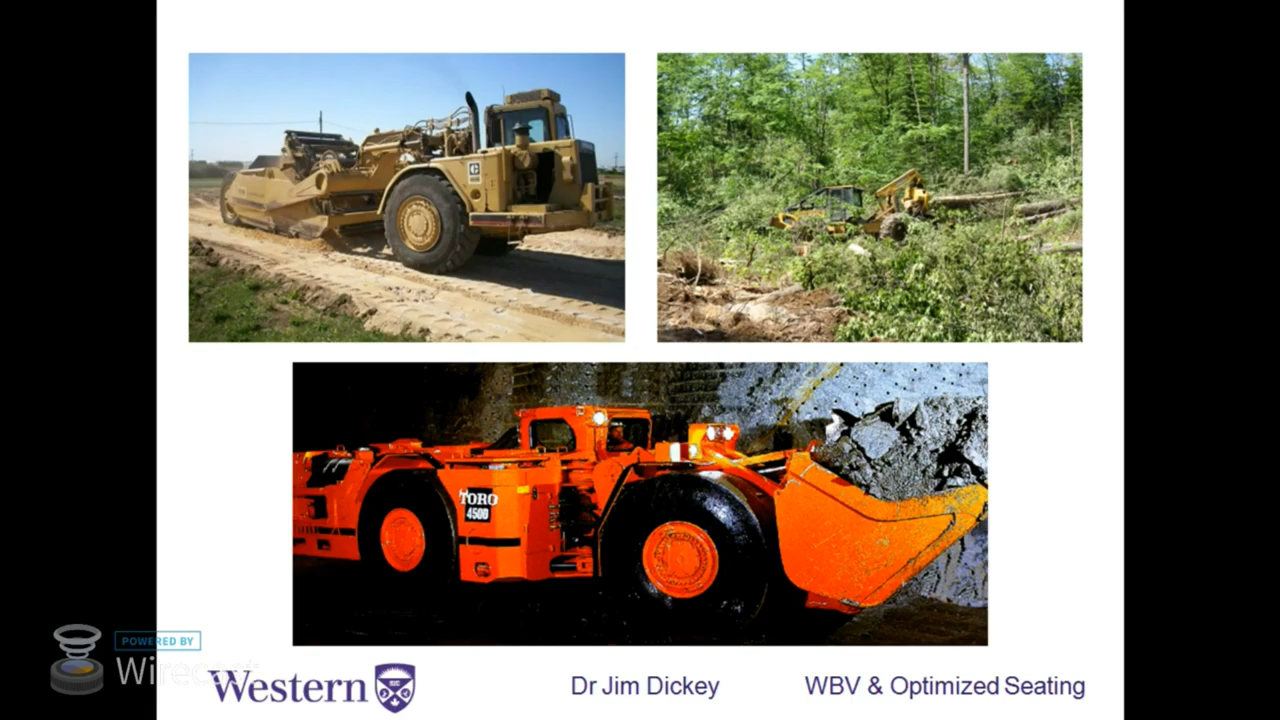 TORO
450D
POWERED BY
Wirecast
Western
Dr Jim Dickey
WBV & Optimized Seating